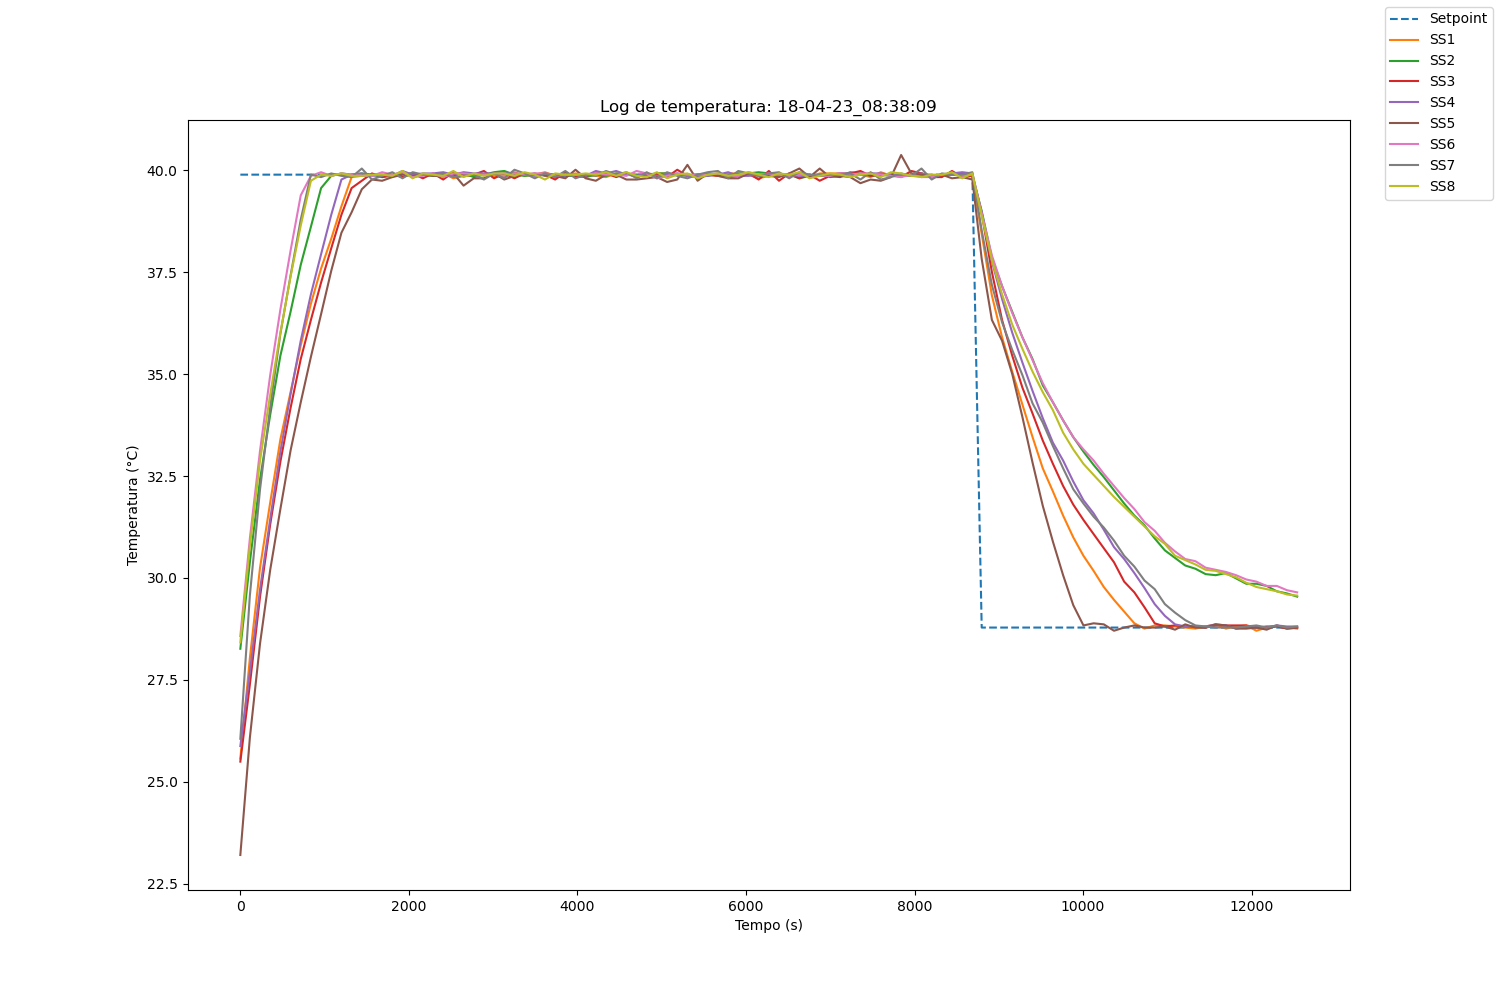 Setpoint
SS1
SS2
SS3
SS4
SS5
SS6
SS7
SS8
Log de temperatura: 18-04-23_08:38:09
40.0
37.5
35.0
32.5
30.0
27.5
25.0
22.5
Temperatura (°C)
0 2000 4000 6000 8000 10000 12000
Tempo (s)